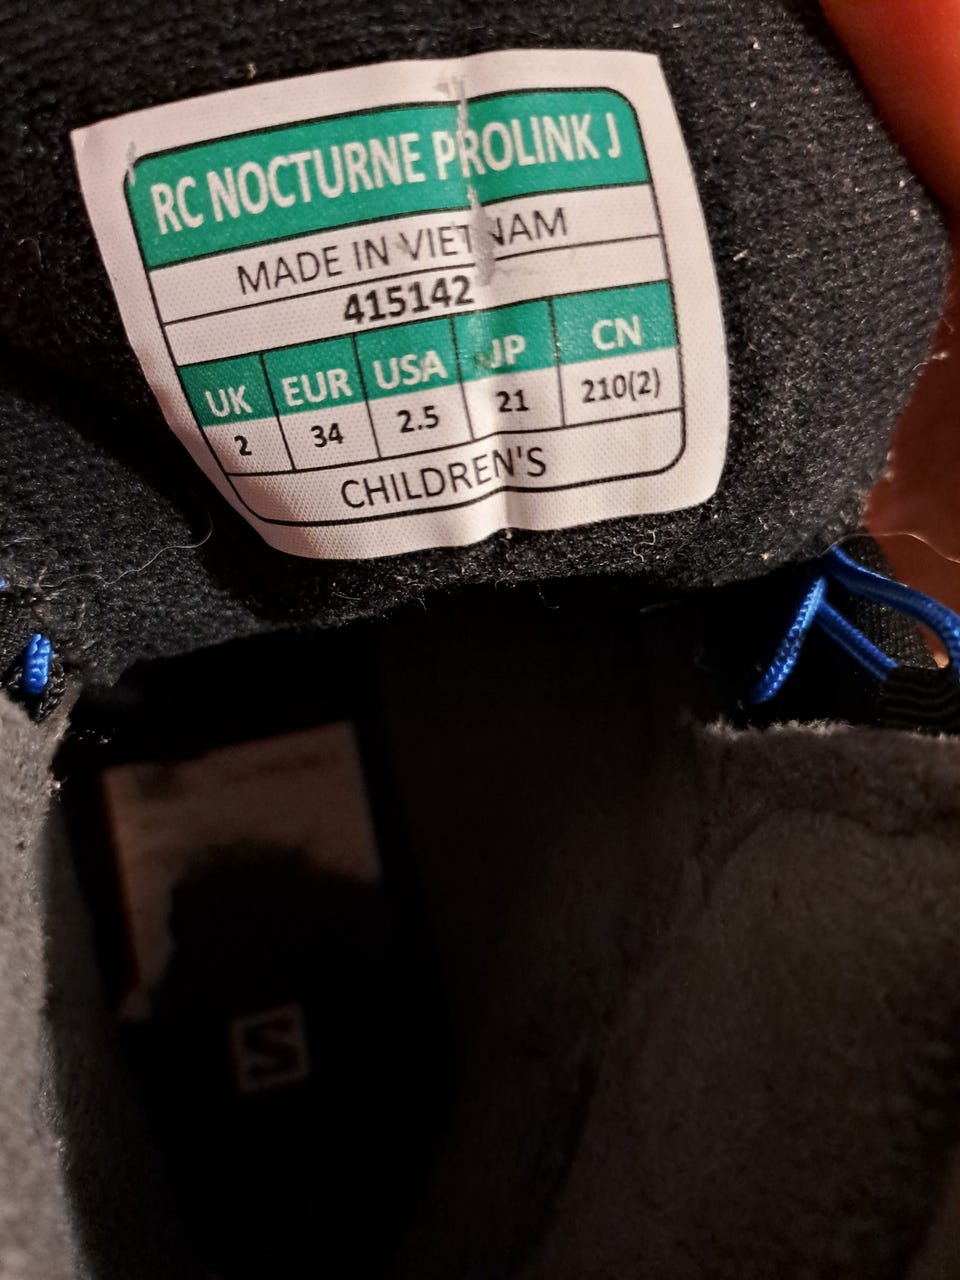 RC NOCTURNE PROLINK J
MADE IN VIETNAM
415142
UK EUR USA JP CN
2 34 2.5 21 210(2)
CHILDREN'S